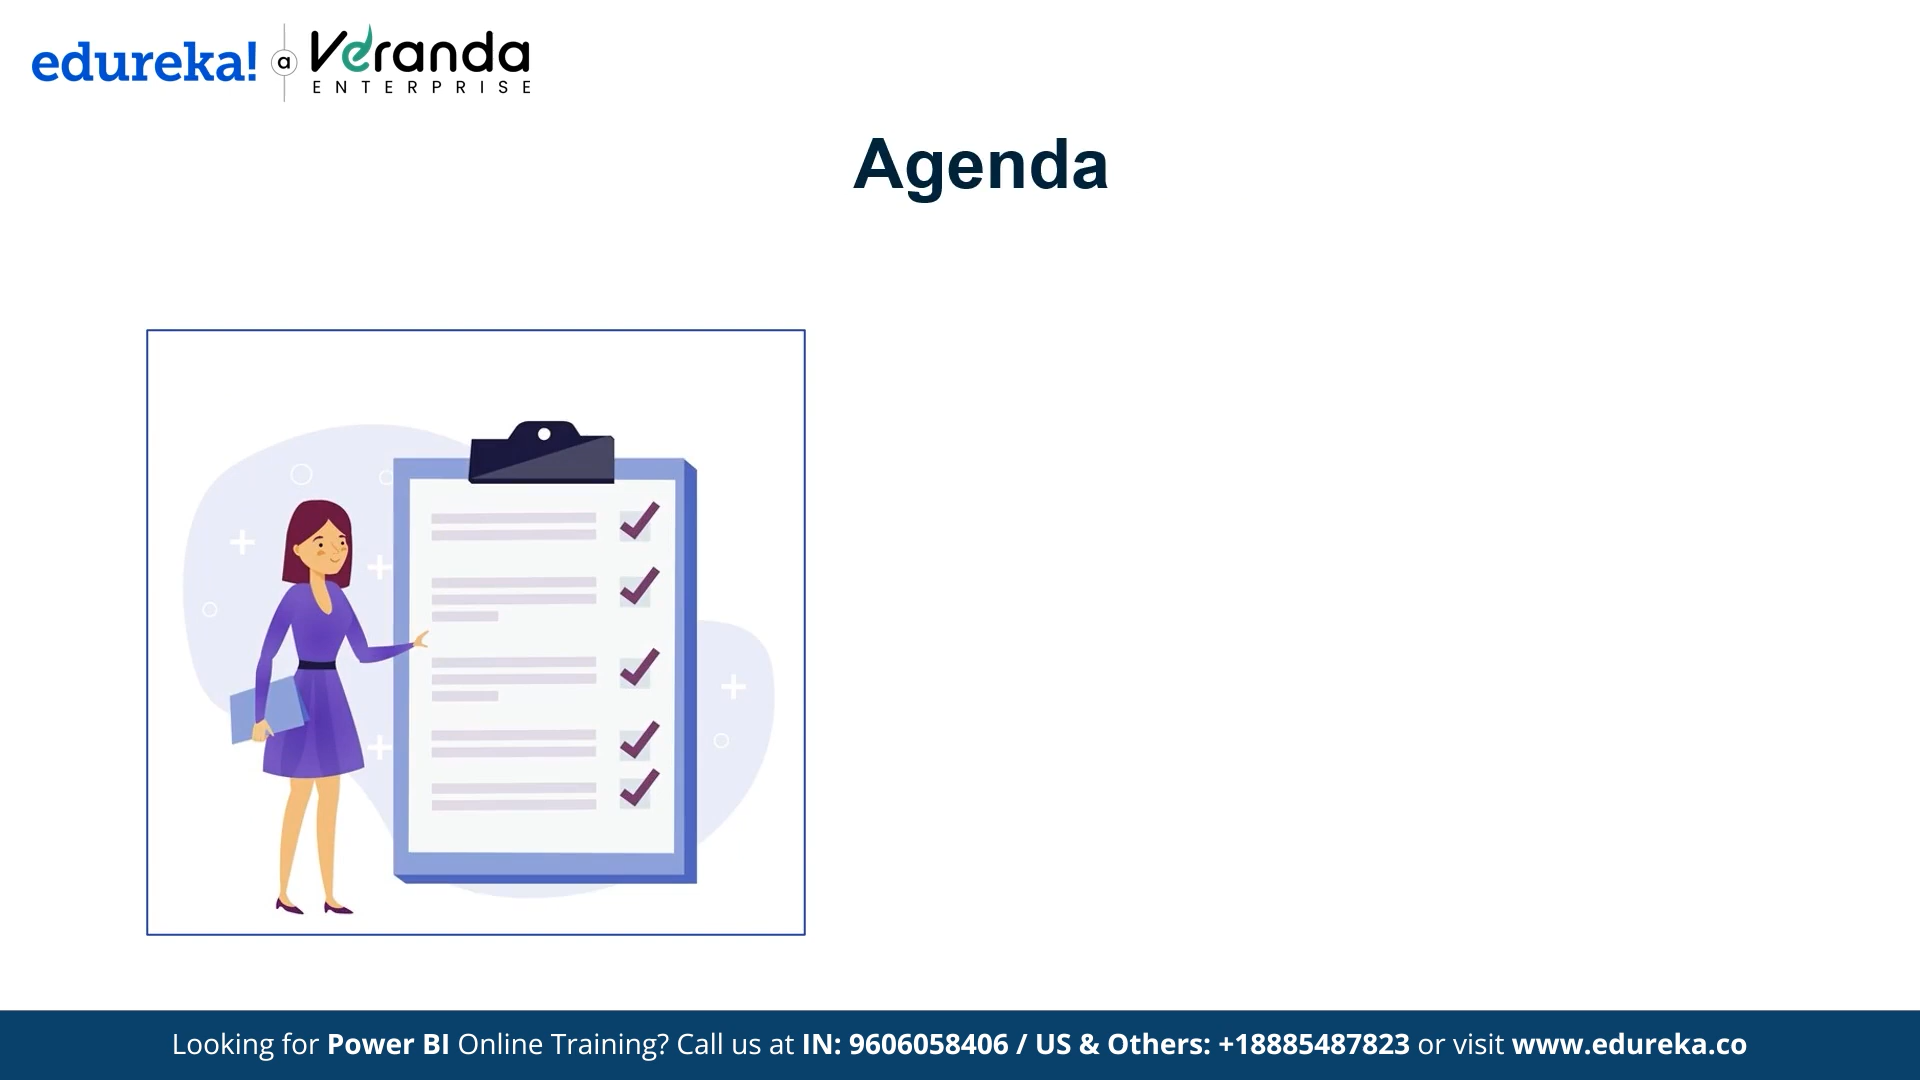 edureka! a Veranda
ENTERPRISE
Agenda
Looking for Power BI Online Training? Call us at IN: 9606058406 / US & Others: +18885487823 or visit www.edureka.co